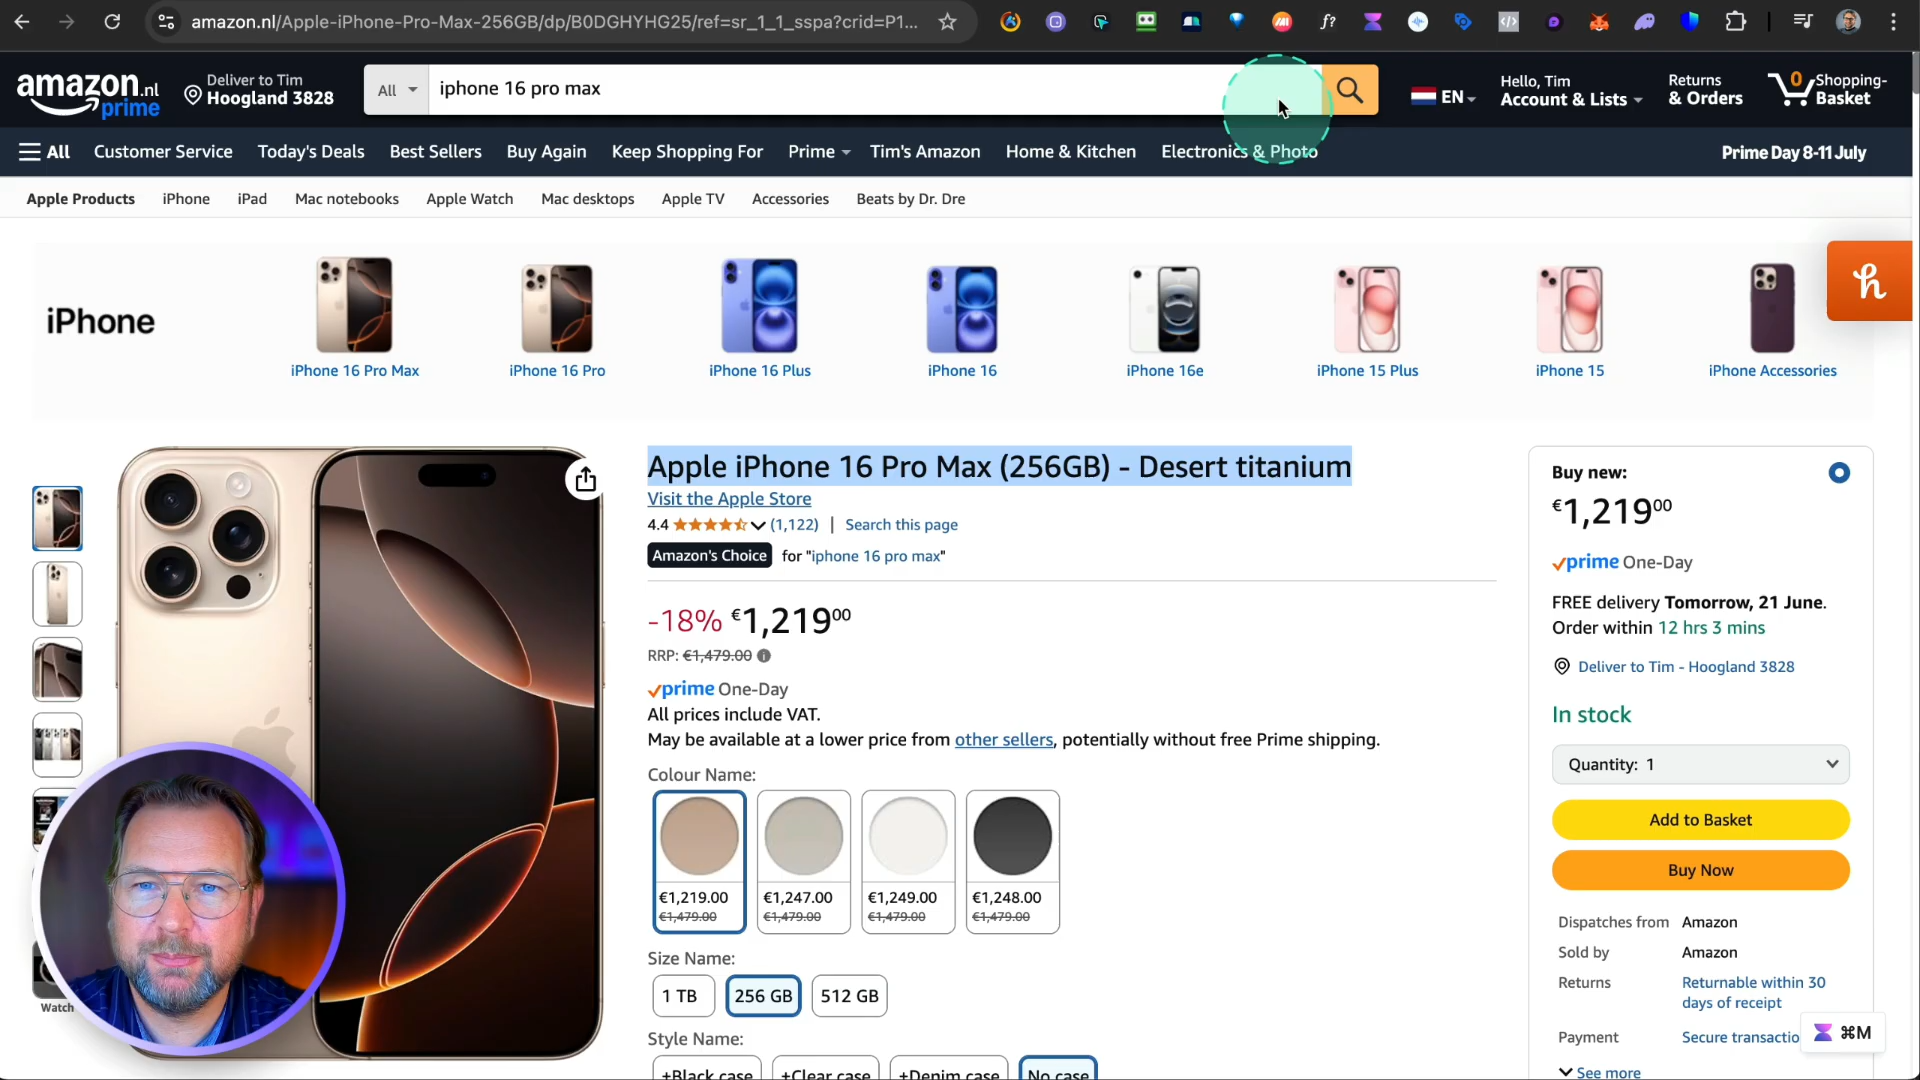 amazon.nl/Apple-iPhone-Pro-Max-256GB/dp/B0DGHYHG25/ref=sr_1_1_sspa?crid=P1...
amazon.nl
prime
Deliver to Tim
Hoogland 3828
All
iphone 16 pro max
EN
Hello, Tim
Account & Lists
Returns
& Orders
0
Shopping-
Basket
All
Customer Service
Today's Deals
Best Sellers
Buy Again
Keep Shopping For
Prime
Tim's Amazon
Home & Kitchen
Electronics & Photo
Prime Day 8-11 July
Apple Products
iPhone
iPad
Mac notebooks
Apple Watch
Mac desktops
Apple TV
Accessories
Beats by Dr. Dre
iPhone
iPhone 16 Pro Max
iPhone 16 Pro
iPhone 16 Plus
iPhone 16
iPhone 16e
iPhone 15 Plus
iPhone 15
iPhone Accessories
h
Watch
Apple iPhone 16 Pro Max (256GB) - Desert titanium
Visit the Apple Store
4.4 (1,122) | Search this page
Amazon's Choice for "iphone 16 pro max"
-18% €1,21900
RRP: €1,479.00
prime One-Day
All prices include VAT.
May be available at a lower price from other sellers, potentially without free Prime shipping.
Colour Name:
€1,219.00
€1,479.00
€1,247.00
€1,479.00
€1,249.00
€1,479.00
€1,248.00
€1,479.00
Size Name:
1 TB
256 GB
512 GB
Style Name:
+Black case
+Clear case
+Denim case
No case
Buy new:
€1,21900
prime One-Day
FREE delivery Tomorrow, 21 June.
Order within 12 hrs 3 mins
Deliver to Tim - Hoogland 3828
In stock
Quantity: 1
Add to Basket
Buy Now
Dispatches from Amazon
Sold by Amazon
Returns Returnable within 30
days of receipt
Payment Secure transactio
See more
⌘M